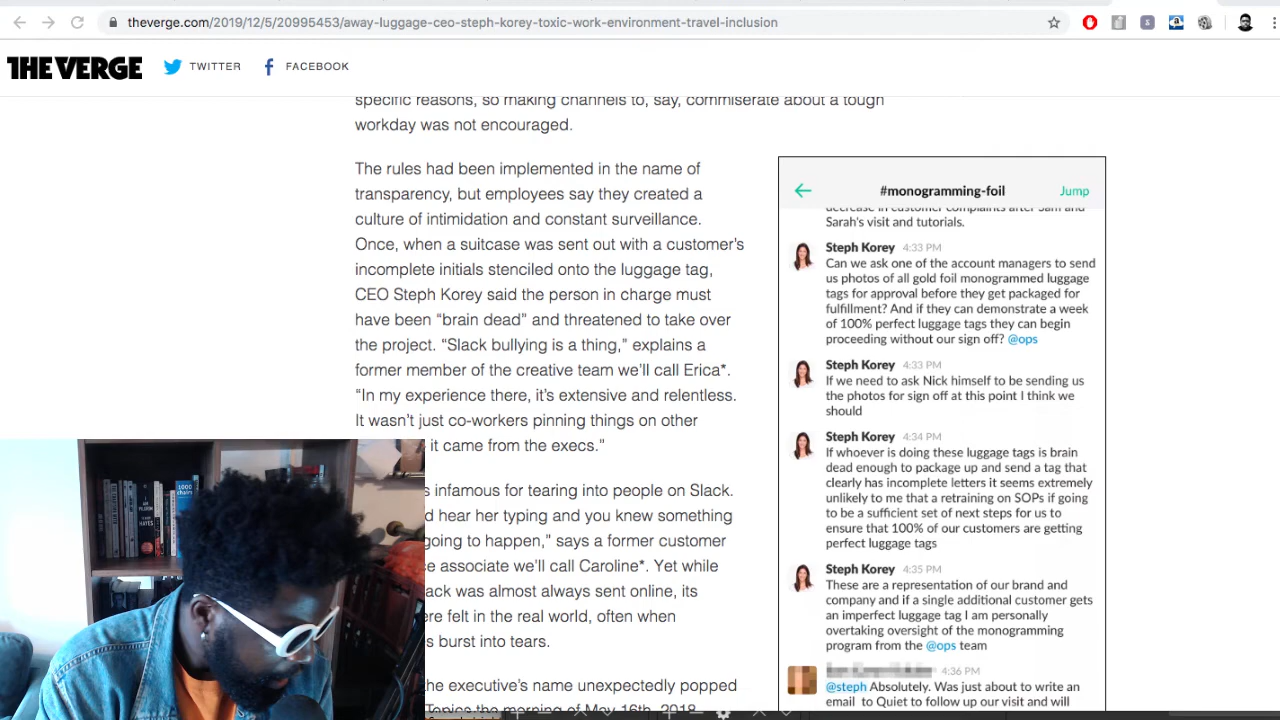 theverge.com/2019/12/5/20995453/away-luggage-ceo-steph-korey-toxic-work-environment-travel-inclusion
THE VERGE
TWITTER
FACEBOOK
specific reasons, so making channels to, say, commiserate about a tough
workday was not encouraged.
The rules had been implemented in the name of
transparency, but employees say they created a
culture of intimidation and constant surveillance.
Once, when a suitcase was sent out with a customer's
incomplete initials stenciled onto the luggage tag,
CEO Steph Korey said the person in charge must
have been “brain dead” and threatened to take over
the project. “Slack bullying is a thing,” explains a
former member of the creative team we'll call Erica*.
“In my experience there, it's extensive and relentless.
It wasn't just co-workers pinning things on other
it came from the execs.”
s infamous for tearing into people on Slack.
d hear her typing and you knew something
going to happen,” says a former customer
ce associate we'll call Caroline*. Yet while
ack was almost always sent online, its
ere felt in the real world, often when
s burst into tears.
the executive's name unexpectedly popped
Topics the morning of May 16th, 2018
#monogramming-foil
Jump
decrease in customer complaints after Sam and
Sarah's visit and tutorials.
Steph Korey 4:33 PM
Can we ask one of the account managers to send
us photos of all gold foil monogrammed luggage
tags for approval before they get packaged for
fulfillment? And if they can demonstrate a week
of 100% perfect luggage tags they can begin
proceeding without our sign off? @ops
Steph Korey 4:33 PM
If we need to ask Nick himself to be sending us
the photos for sign off at this point I think we
should
Steph Korey 4:34 PM
If whoever is doing these luggage tags is brain
dead enough to package up and send a tag that
clearly has incomplete letters it seems extremely
unlikely to me that a retraining on SOPs if going
to be a sufficient set of next steps for us to
ensure that 100% of our customers are getting
perfect luggage tags
Steph Korey 4:35 PM
These are a representation of our brand and
company and if a single additional customer gets
an imperfect luggage tag I am personally
overtaking oversight of the monogramming
program from the @ops team
4:36 PM
@steph Absolutely. Was just about to write an
email to Quiet to follow up our visit and will
1000